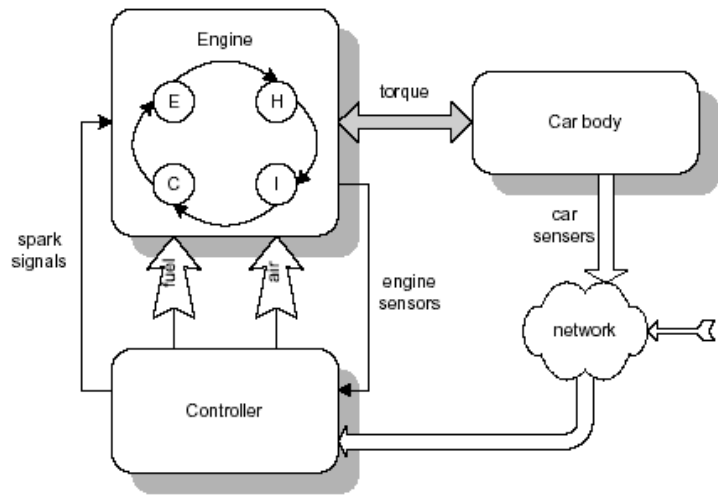 Engine
E
H
C
I
torque
Car body
spark
signals
fuel
air
engine
sensors
car
sensers
network
Controller